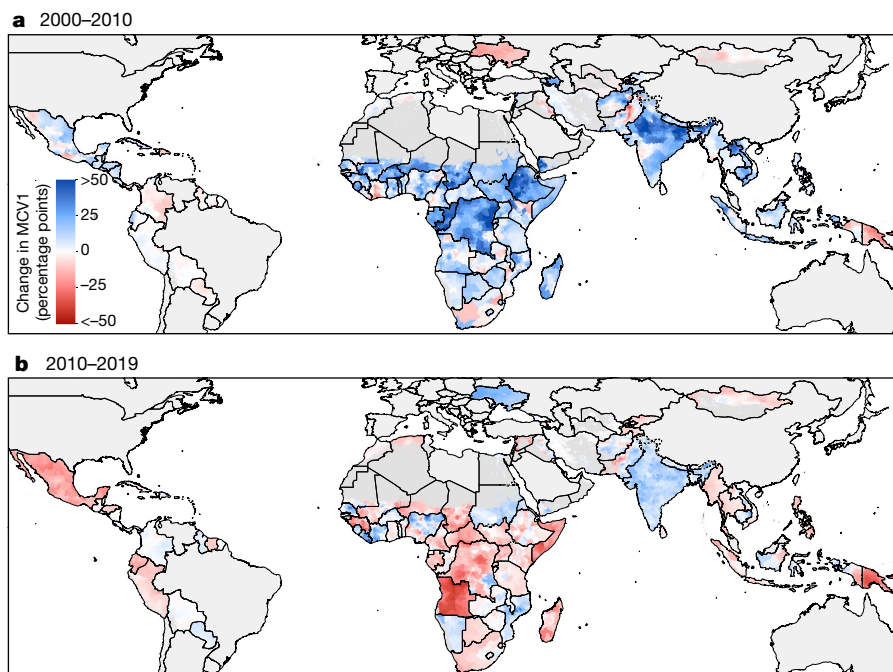 a 2000–2010
Change in MCV1
(percentage points)
>50
25
0
−25
<−50
b 2010–2019